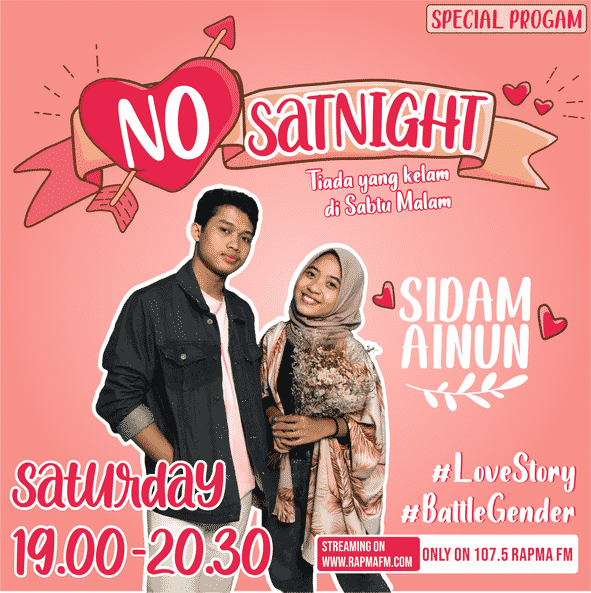 SPECIAL PROGAM
NO SATNIGHT
Tiada yang kelam
di Sabtu Malam
SIDAM
AINUN
saturday
19.00-20.30
#LoveStory
#BattleGender
STREAMING ON
WWW.RAPMAFM.COM
ONLY ON 107.5 RAPMA FM